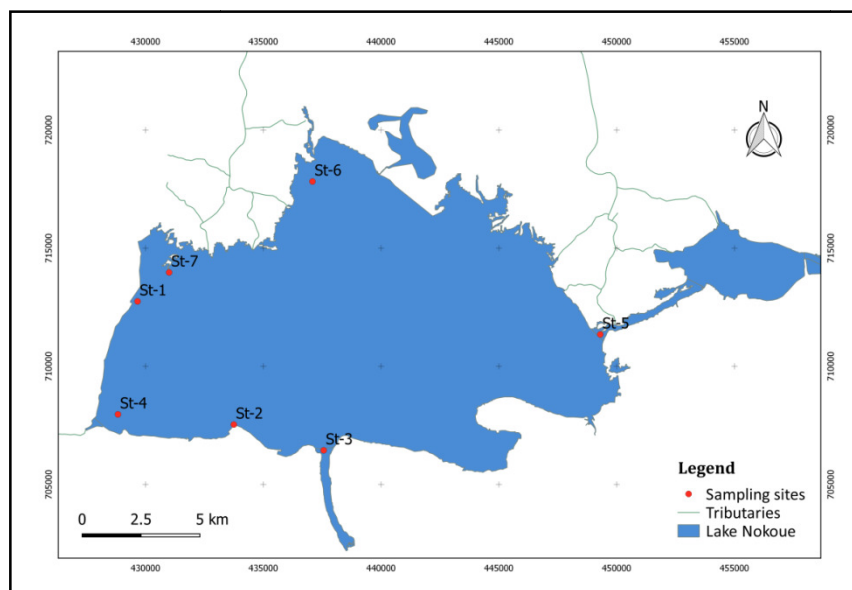 430000 435000 440000 445000 450000 455000
N
720000 720000
St-6
715000 715000
St-7
St-1
St-5
710000 710000
St-4
St-2
St-3
Legend
Sampling sites
705000 705000
0 2.5 5 km
Tributaries
Lake Nokoue
430000 435000 440000 445000 450000 455000